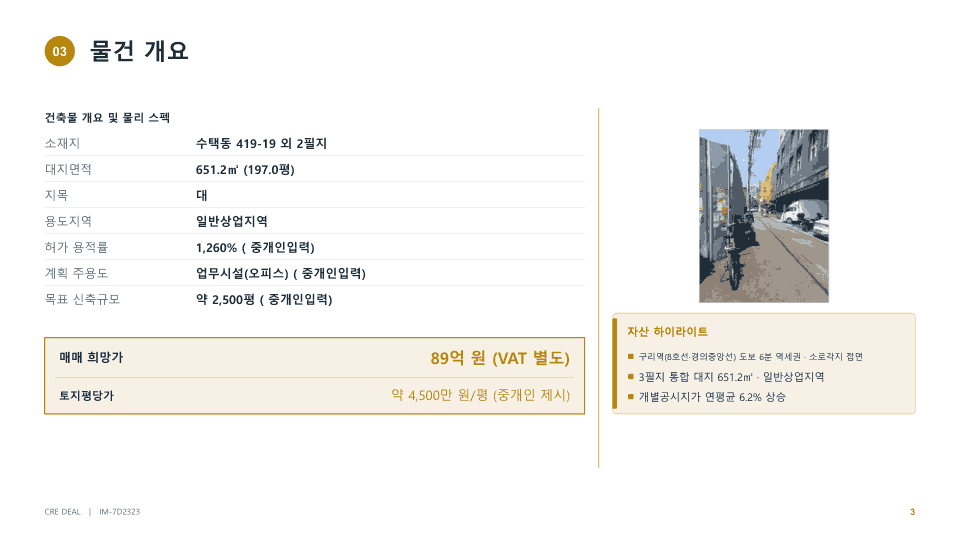 03 물건 개요
건축물 개요 및 물리 스펙
소재지 수택동 419-19 외 2필지
대지면적 651.2㎡ (197.0평)
지목 대
용도지역 일반상업지역
허가 용적률 1,260% ( 중개인입력)
계획 주용도 업무시설(오피스) ( 중개인입력)
목표 신축규모 약 2,500평 ( 중개인입력)
매매 희망가 89억 원 (VAT 별도)
토지평당가 약 4,500만 원/평 (중개인 제시)
자산 하이라이트
■ 구리역(8호선·경의중앙선) 도보 6분 역세권 · 소로각지 접면
■ 3필지 통합 대지 651.2㎡ · 일반상업지역
■ 개별공시지가 연평균 6.2% 상승
CRE DEAL | IM-7D2323
3